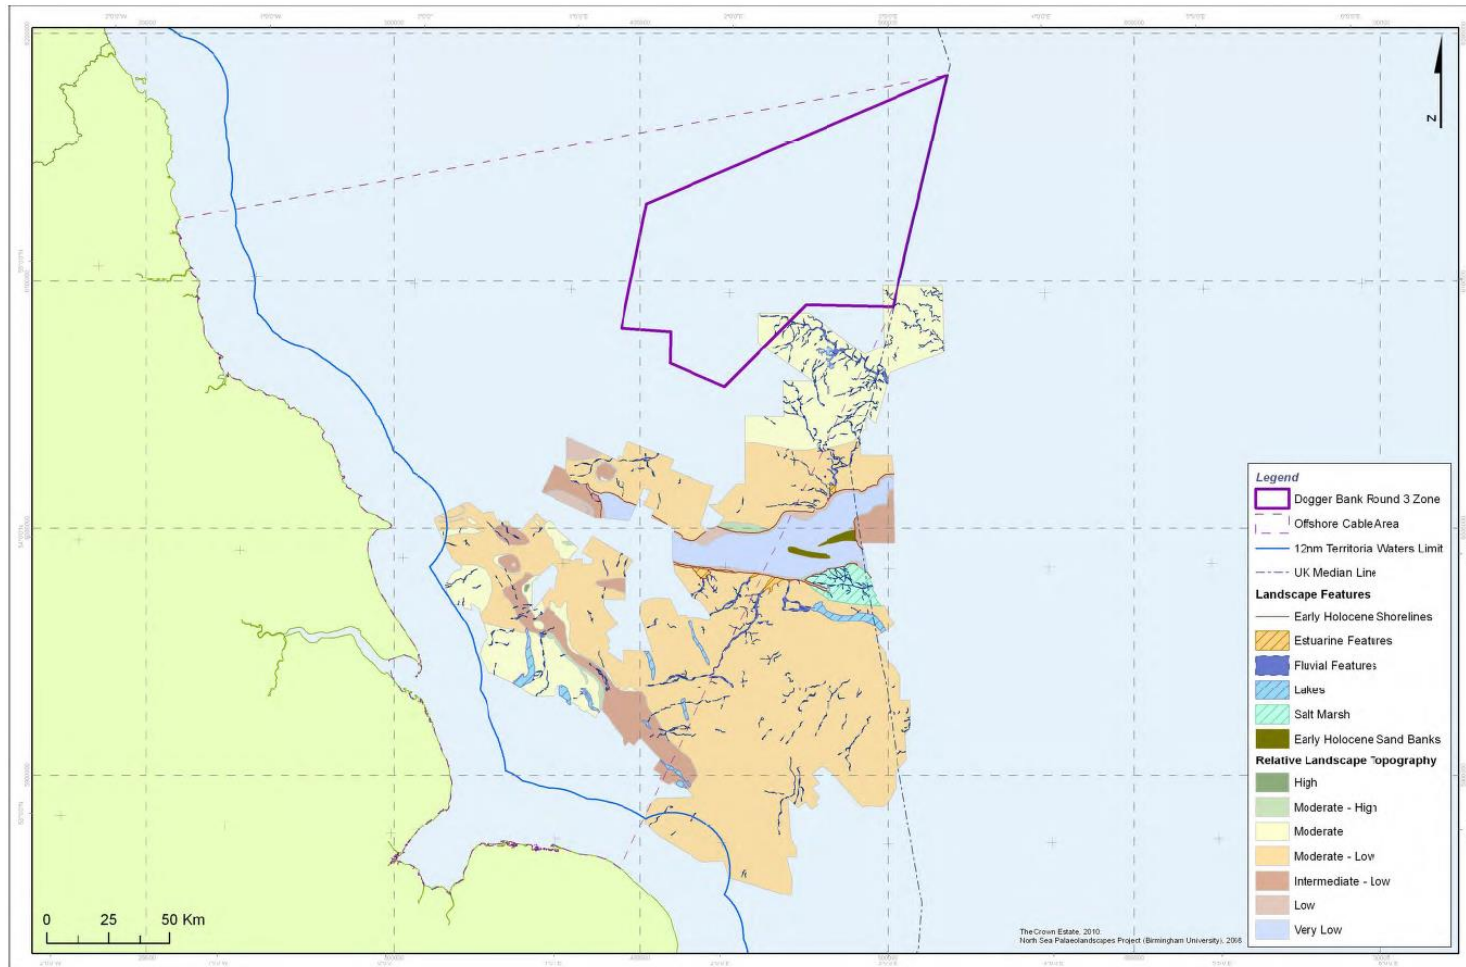 N
Legend
Dogger Bank Round 3 Zone
Offshore Cable Area
12nm Territoria Waters Limit
UK Median Line
Landscape Features
Early Holocene Shorelines
Estuarine Features
Fluvial Features
Lakes
Salt Marsh
Early Holocene Sand Banks
Relative Landscape Topography
High
Moderate - High
Moderate
Moderate - Low
Intermediate - Low
Low
Very Low
0 25 50 Km
The Crown Estate, 2010.
North Sea Palaeolandscapes Project (Birmingham University), 2008